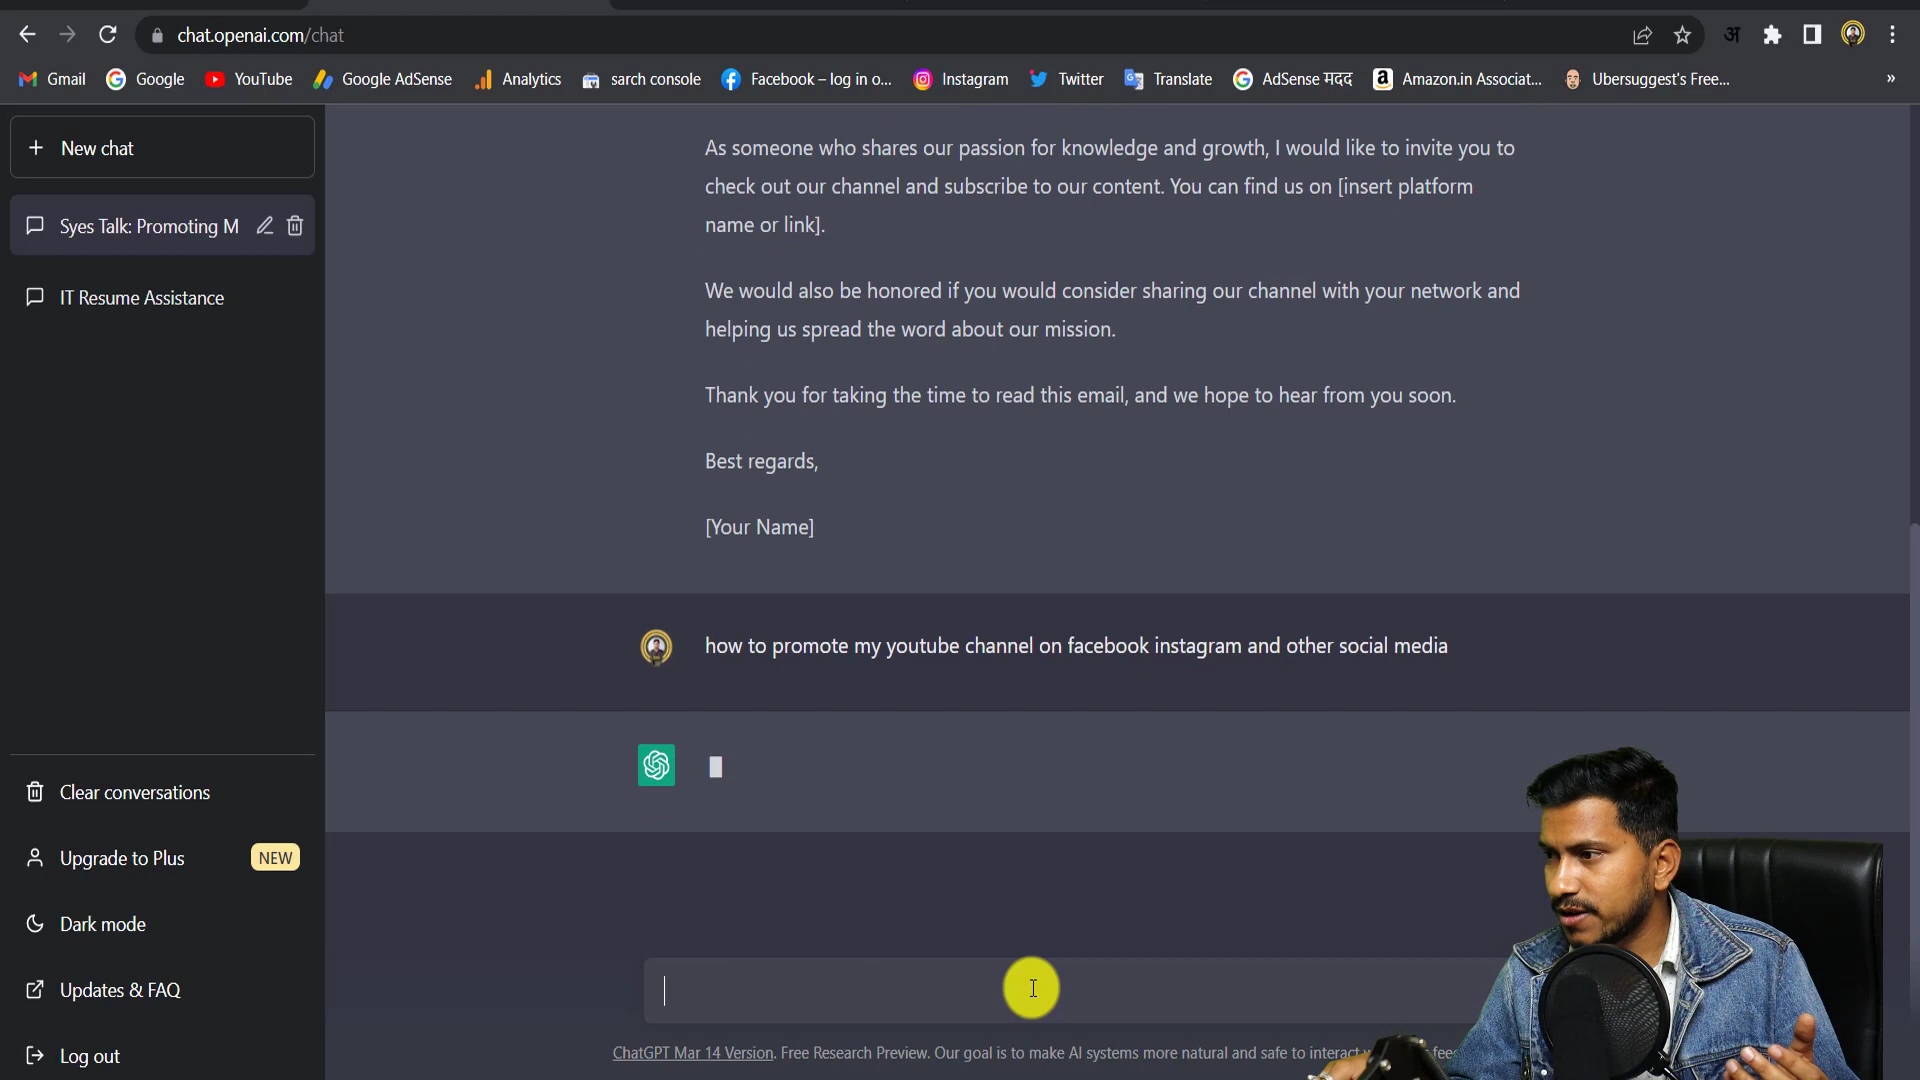 chat.openai.com/chat
अ
Gmail
Google
YouTube
Google AdSense
Analytics
sarch console
Facebook – log in o...
Instagram
Twitter
Translate
AdSense मदद
Amazon.in Associat...
Ubersuggest's Free...
»
+ New chat
Syes Talk: Promoting M
IT Resume Assistance
As someone who shares our passion for knowledge and growth, I would like to invite you to
check out our channel and subscribe to our content. You can find us on [insert platform
name or link].
We would also be honored if you would consider sharing our channel with your network and
helping us spread the word about our mission.
Thank you for taking the time to read this email, and we hope to hear from you soon.
Best regards,
[Your Name]
how to promote my youtube channel on facebook instagram and other social media
Clear conversations
Upgrade to Plus NEW
Dark mode
Updates & FAQ
Log out
ChatGPT Mar 14 Version. Free Research Preview. Our goal is to make AI systems more natural and safe to interact